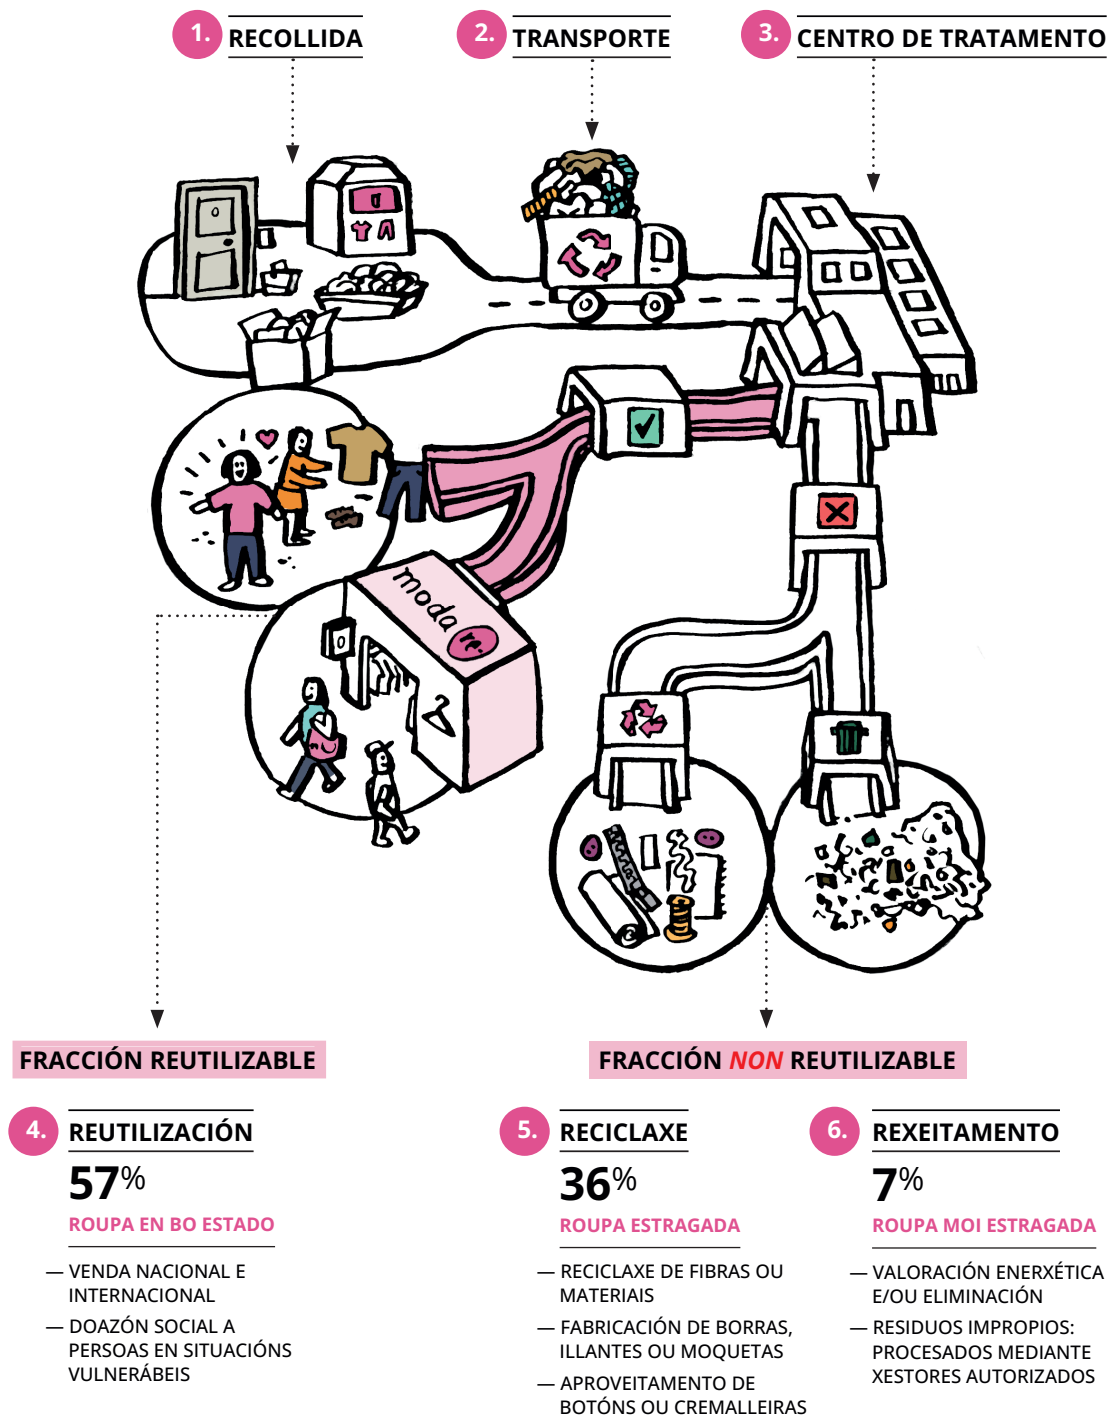 1. RECOLLIDA
2. TRANSPORTE
3. CENTRO DE TRATAMENTO
moda
re.
FRACCIÓN REUTILIZABLE
FRACCIÓN NON REUTILIZABLE
4. REUTILIZACIÓN
57%
ROUPA EN BO ESTADO
— VENDA NACIONAL E
INTERNACIONAL
— DOAZÓN SOCIAL A
PERSOAS EN SITUACIÓNS
VULNERÁBEIS
5. RECICLAXE
36%
ROUPA ESTRAGADA
— RECICLAXE DE FIBRAS OU
MATERIAIS
— FABRICACIÓN DE BORRAS,
ILLANTES OU MOQUETAS
— APROVEITAMENTO DE
BOTÓNS OU CREMALLEIRAS
6. REXEITAMENTO
7%
ROUPA MOI ESTRAGADA
— VALORACIÓN ENERXÉTICA
E/OU ELIMINACIÓN
— RESIDUOS IMPROPIOS:
PROCESADOS MEDIANTE
XESTORES AUTORIZADOS